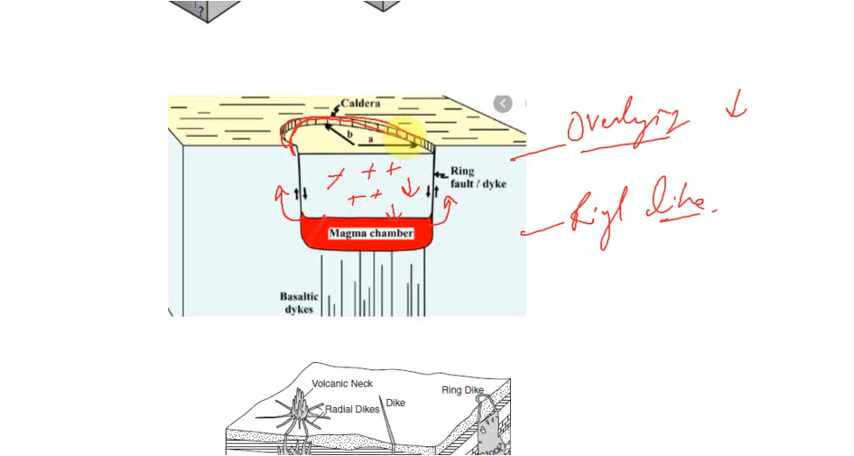 ?
Caldera
b
a
Overlying ↓
Ring
fault / dyke
Magma chamber
Ring dike.
Basaltic
dykes
Volcanic Neck
Ring Dike
Radial Dikes
Dike